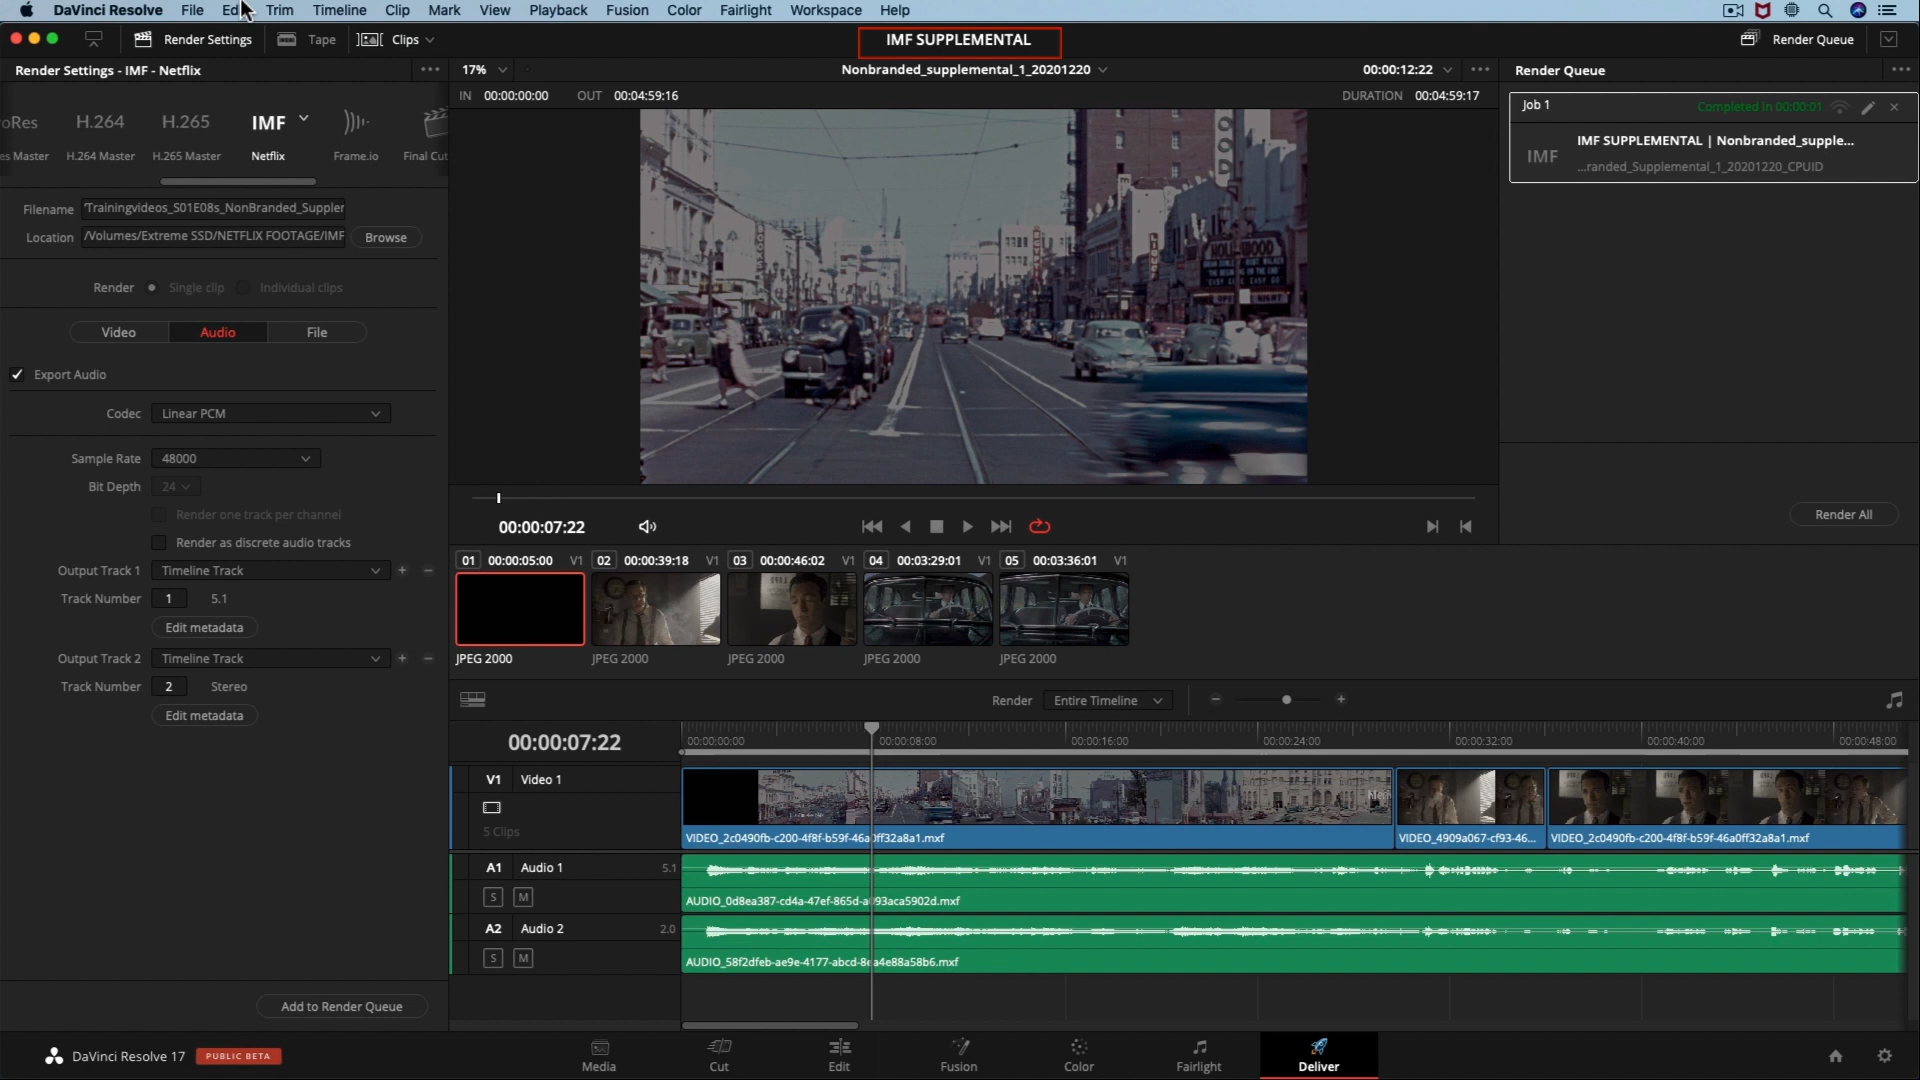 DaVinci Resolve File Ed Trim Timeline Clip Mark View Playback Fusion Color Fairlight Workspace Help
Render Settings Tape Clips IMF SUPPLEMENTAL Render Queue
Render Settings - IMF - Netflix 17% Nonbranded_supplemental_1_20201220 00:00:12:22 Render Queue
IN 00:00:00:00 OUT 00:04:59:16 DURATION 00:04:59:17
oRes H.264 H.265 IMF
es Master H.264 Master H.265 Master Netflix Frame.io Final Cut
Job 1 Completed in 00:00:01
IMF IMF SUPPLEMENTAL | Nonbranded_supple...
...randed_Supplemental_1_20201220_CPUID
Filename Trainingvideos_S01E08s_NonBranded_Suppler
Location /Volumes/Extreme SSD/NETFLIX FOOTAGE/IMF Browse
Render Single clip Individual clips
Video Audio File
Export Audio
Codec Linear PCM
Sample Rate 48000
Bit Depth 24
Render one track per channel
Render as discrete audio tracks
Output Track 1 Timeline Track
Track Number 1 5.1
Edit metadata
Output Track 2 Timeline Track
Track Number 2 Stereo
Edit metadata
Add to Render Queue
LIQUOR
HOLLYWOOD
00:00:07:22
Render All
01 00:00:05:00 V1 02 00:00:39:18 V1 03 00:00:46:02 V1 04 00:03:29:01 V1 05 00:03:36:01 V1
JPEG 2000 JPEG 2000 JPEG 2000 JPEG 2000 JPEG 2000
Render Entire Timeline
00:00:07:22 00:00:00:00 00:00:08:00 00:00:16:00 00:00:24:00 00:00:32:00 00:00:40:00 00:00:48:00
V1 Video 1
5 Clips
VIDEO_2c0490fb-c200-4f8f-b59f-46a0ff32a8a1.mxf VIDEO_4909a067-cf93-46... VIDEO_2c0490fb-c200-4f8f-b59f-46a0ff32a8a1.mxf
A1 Audio 1 5.1
S M
AUDIO_0d8ea387-cd4a-47ef-865d-a093aca5902d.mxf
A2 Audio 2 2.0
S M
AUDIO_58f2dfeb-ae9e-4177-abcd-8ea4e88a58b6.mxf
DaVinci Resolve 17 PUBLIC BETA Media Cut Edit Fusion Color Fairlight Deliver